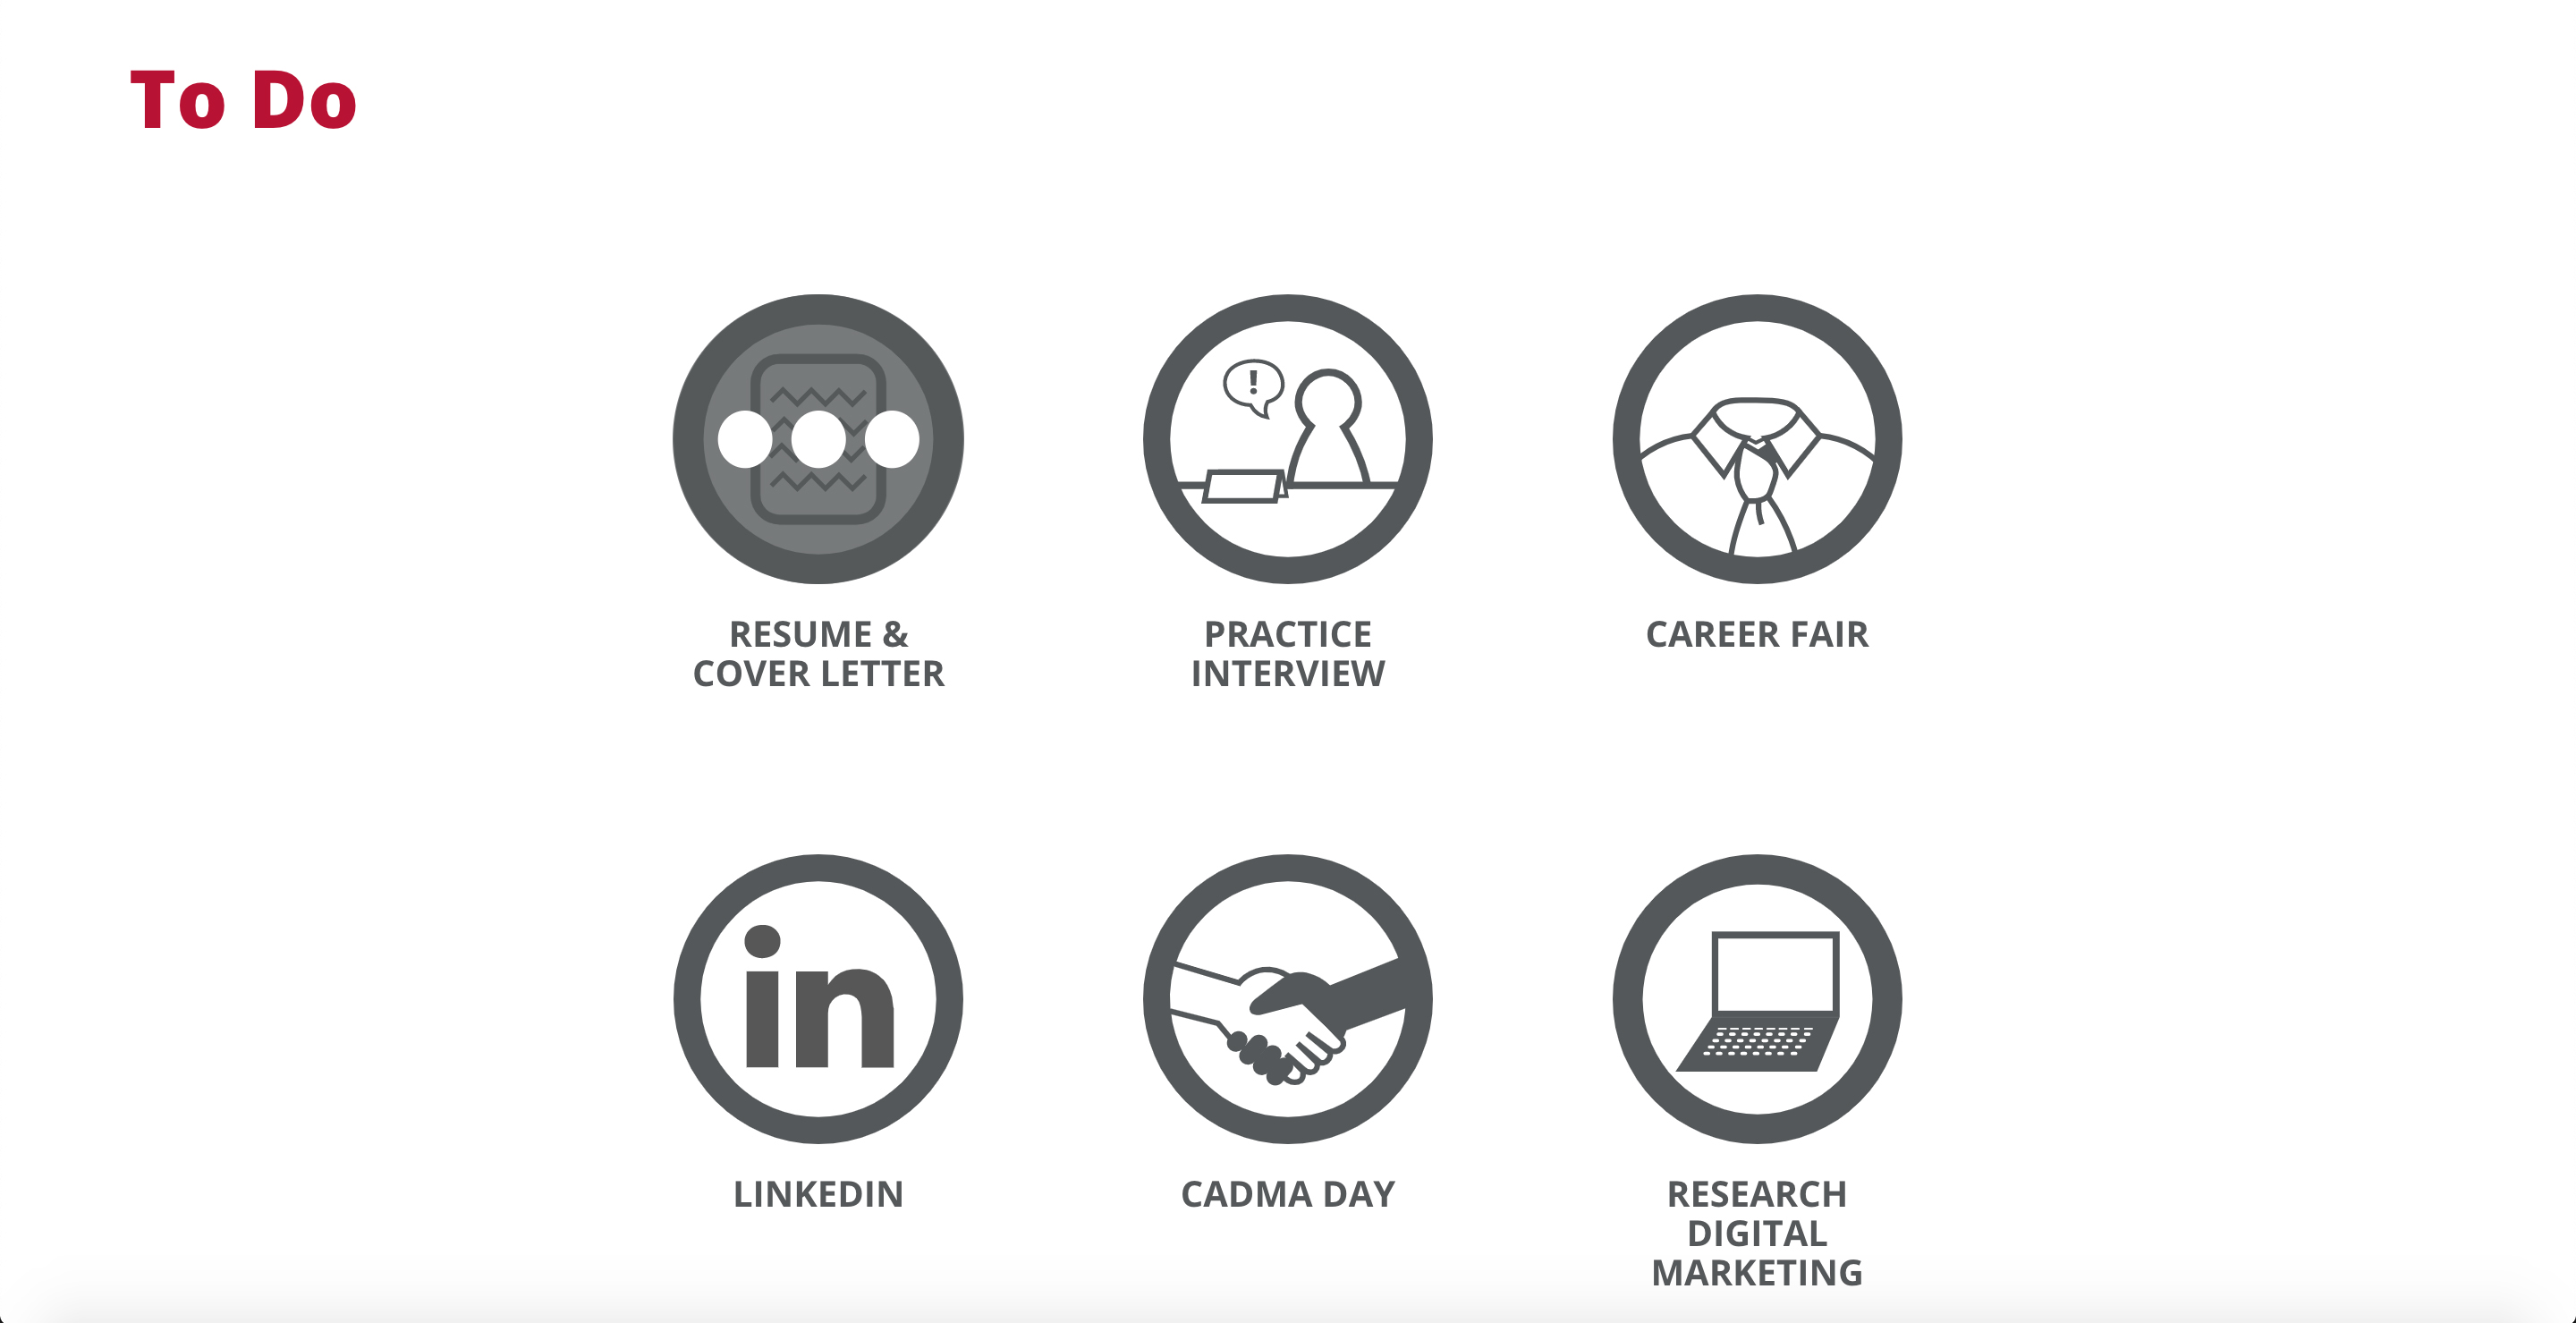 To Do
RESUME &
COVER LETTER
PRACTICE
INTERVIEW
CAREER FAIR
!
in
LINKEDIN
CADMA DAY
RESEARCH
DIGITAL
MARKETING